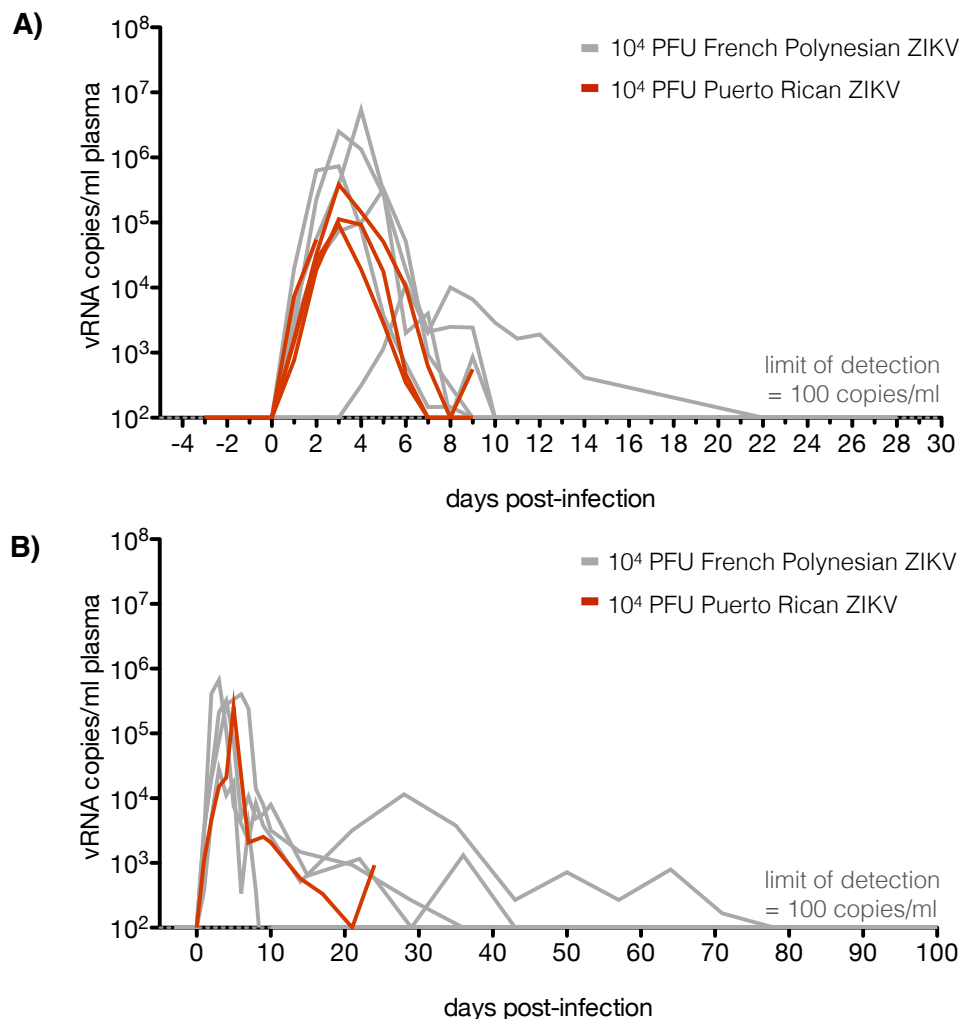 A)
10⁸
10⁷
10⁶
10⁵
10⁴
10³
10²
vRNA copies/ml plasma
10⁴ PFU French Polynesian ZIKV
10⁴ PFU Puerto Rican ZIKV
limit of detection
= 100 copies/ml
-4 -2 0 2 4 6 8 10 12 14 16 18 20 22 24 26 28 30
days post-infection
B)
10⁸
10⁷
10⁶
10⁵
10⁴
10³
10²
vRNA copies/ml plasma
10⁴ PFU French Polynesian ZIKV
10⁴ PFU Puerto Rican ZIKV
limit of detection
= 100 copies/ml
0 10 20 30 40 50 60 70 80 90 100
days post-infection